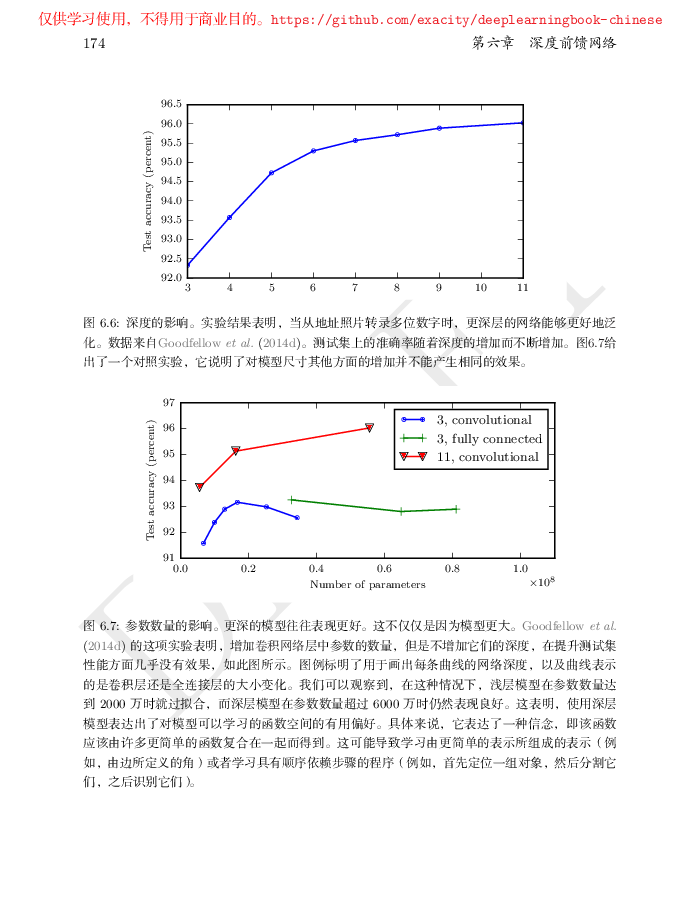 仅供学习使用，不得用于商业目的。https://github.com/exacity/deeplearningbook-chinese
174 第六章 深度前馈网络
96.5
96.0
95.5
95.0
94.5
94.0
93.5
93.0
92.5
92.0
Test accuracy (percent)
3 4 5 6 7 8 9 10 11
图 6.6: 深度的影响。实验结果表明，当从地址照片转录多位数字时，更深层的网络能够更好地泛
化。数据来自Goodfellow et al. (2014d)。测试集上的准确率随着深度的增加而不断增加。图6.7给
出了一个对照实验，它说明了对模型尺寸其他方面的增加并不能产生相同的效果。
97
96
95
94
93
92
91
Test accuracy (percent)
3, convolutional
3, fully connected
11, convolutional
0.0 0.2 0.4 0.6 0.8 1.0
Number of parameters ×10⁸
图 6.7: 参数数量的影响。更深的模型往往表现更好。这不仅仅是因为模型更大。Goodfellow et al.
(2014d) 的这项实验表明，增加卷积网络层中参数的数量，但是不增加它们的深度，在提升测试集
性能方面几乎没有效果，如此图所示。图例标明了用于画出每条曲线的网络深度，以及曲线表示
的是卷积层还是全连接层的大小变化。我们可以观察到，在这种情况下，浅层模型在参数数量达
到 2000 万时就过拟合，而深层模型在参数数量超过 6000 万时仍然表现良好。这表明，使用深层
模型表达出了对模型可以学习的函数空间的有用偏好。具体来说，它表达了一种信念，即该函数
应该由许多更简单的函数复合在一起而得到。这可能导致学习由更简单的表示所组成的表示 ( 例
如，由边所定义的角 ) 或者学习具有顺序依赖步骤的程序 ( 例如，首先定位一组对象，然后分割它
们，之后识别它们 )。